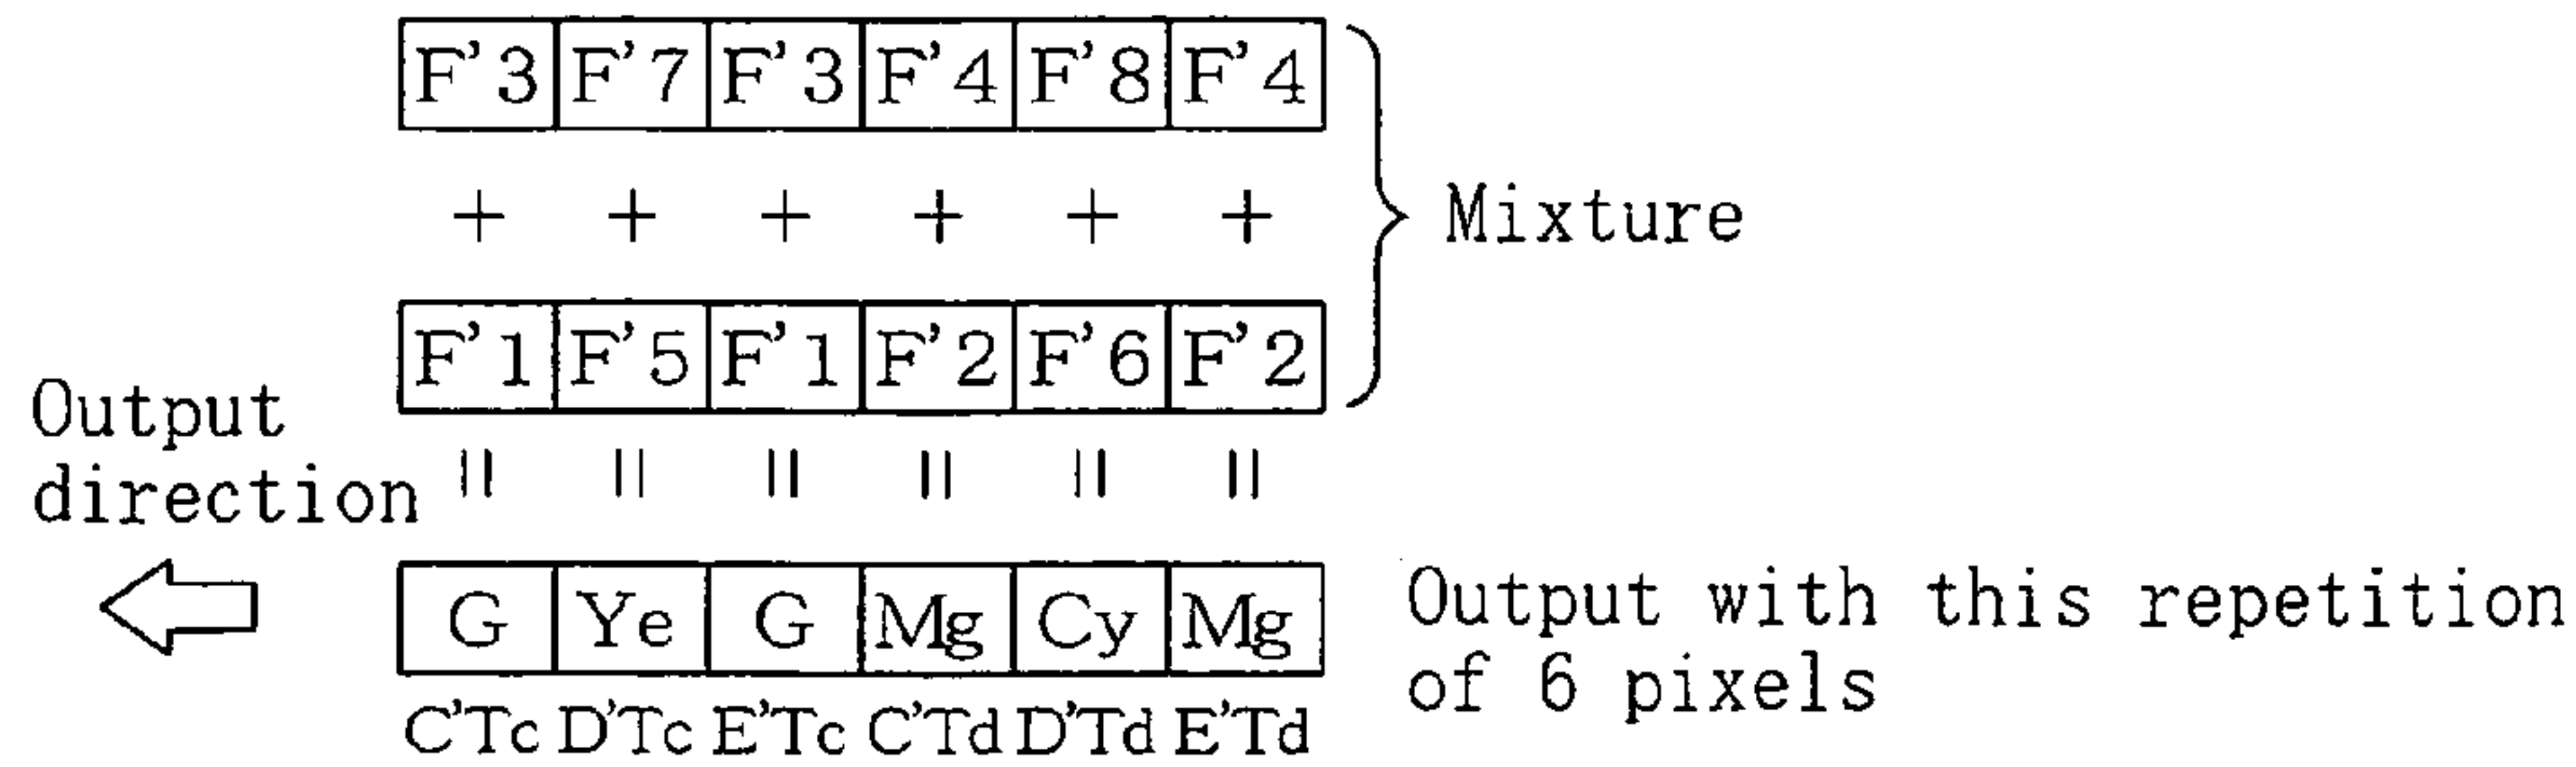 F'3 F'7 F'3 F'4 F'8 F'4
+ + + + + +
Mixture
F'1 F'5 F'1 F'2 F'6 F'2
Output
direction
= = = = = =
G Ye G Mg Cy Mg
C'Tc D'Tc E'Tc C'Td D'Td E'Td
Output with this repetition
of 6 pixels